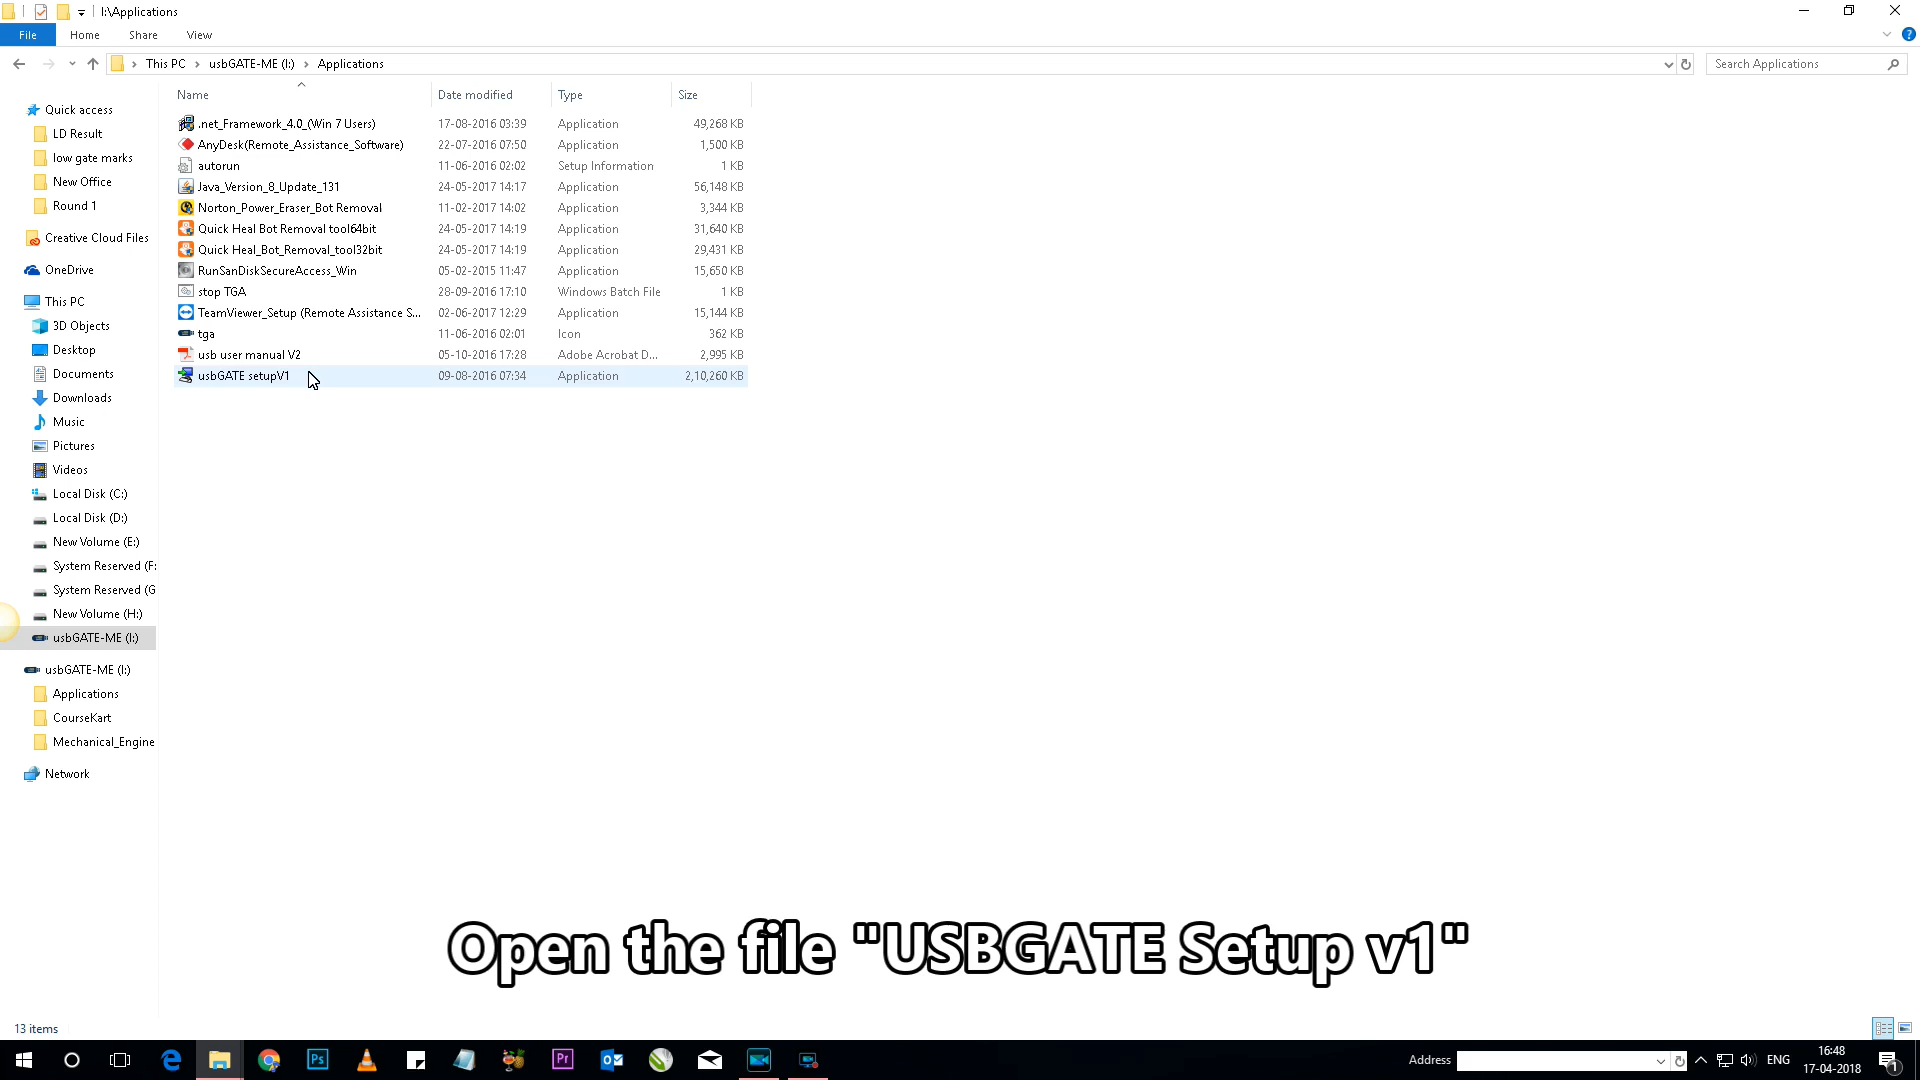 I:\Applications
File Home Share View
This PC usbGATE-ME (I:) Applications Search Applications
Name Date modified Type Size
.net_Framework_4.0_(Win 7 Users) 17-08-2016 03:39 Application 49,268 KB
AnyDesk(Remote_Assistance_Software) 22-07-2016 07:50 Application 1,500 KB
autorun 11-06-2016 02:02 Setup Information 1 KB
Java_Version_8_Update_131 24-05-2017 14:17 Application 56,148 KB
Norton_Power_Eraser_Bot Removal 11-02-2017 14:02 Application 3,344 KB
Quick Heal Bot Removal tool64bit 24-05-2017 14:19 Application 31,640 KB
Quick Heal_Bot_Removal_tool32bit 24-05-2017 14:19 Application 29,431 KB
RunSanDiskSecureAccess_Win 05-02-2015 11:47 Application 15,650 KB
stop TGA 28-09-2016 17:10 Windows Batch File 1 KB
TeamViewer_Setup (Remote Assistance S... 02-06-2017 12:29 Application 15,144 KB
tga 11-06-2016 02:01 Icon 362 KB
usb user manual V2 05-10-2016 17:28 Adobe Acrobat D... 2,995 KB
usbGATE setupV1 09-08-2016 07:34 Application 2,10,260 KB
Quick access
LD Result
low gate marks
New Office
Round 1
Creative Cloud Files
OneDrive
This PC
3D Objects
Desktop
Documents
Downloads
Music
Pictures
Videos
Local Disk (C:)
Local Disk (D:)
New Volume (E:)
System Reserved (F:
System Reserved (G
New Volume (H:)
usbGATE-ME (I:)
usbGATE-ME (I:)
Applications
CourseKart
Mechanical_Engine
Network
Open the file "USBGATE Setup v1"
13 items
Address ENG 16:48
17-04-2018